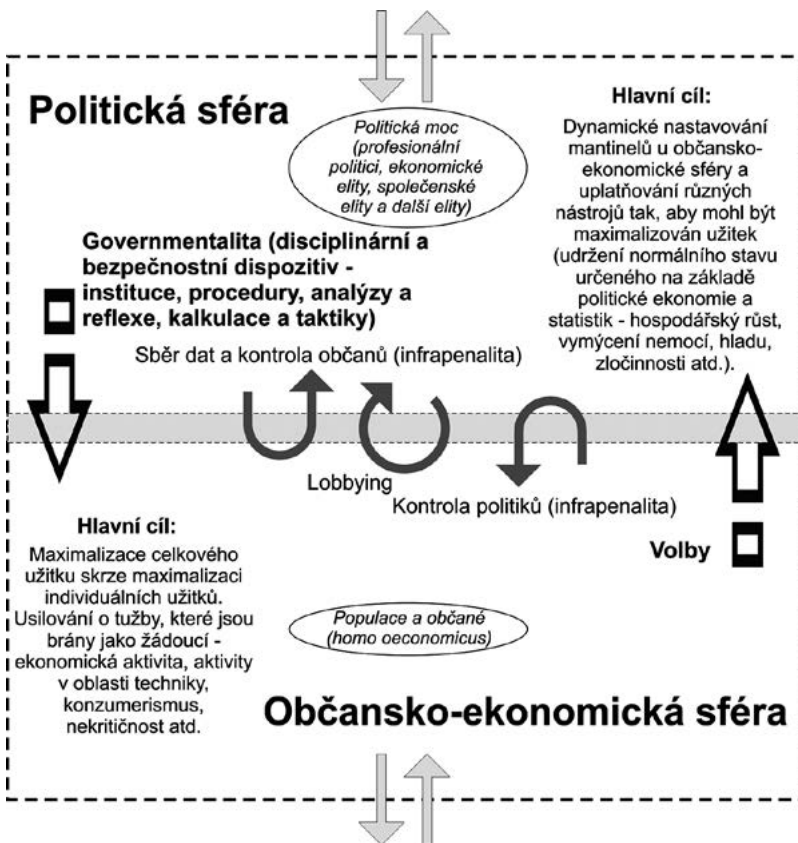 Politická sféra
Politická moc
(profesionální
politici, ekonomické
elity, společenské
elity a další elity)
Hlavní cíl:
Dynamické nastavování
mantinelů u občansko-
ekonomické sféry a
uplatňování různých
nástrojů tak, aby mohl být
maximalizován užitek
(udržení normálního stavu
určeného na základě
politické ekonomie a
statistik - hospodářský růst,
vymýcení nemocí, hladu,
zločinnosti atd.).
Governmentalita (disciplinární a
bezpečnostní dispozitiv -
instituce, procedury, analýzy a
reflexe, kalkulace a taktiky)
Sběr dat a kontrola občanů (infrapenalita)
Lobbying
Kontrola politiků (infrapenalita)
Volby
Hlavní cíl:
Maximalizace celkového
užitku skrze maximalizaci
individuálních užitků.
Usilování o tužby, které jsou
brány jako žádoucí -
ekonomická aktivita, aktivity
v oblasti techniky,
konzumerismus,
nekritičnost atd.
Populace a občané
(homo oeconomicus)
Občansko-ekonomická sféra